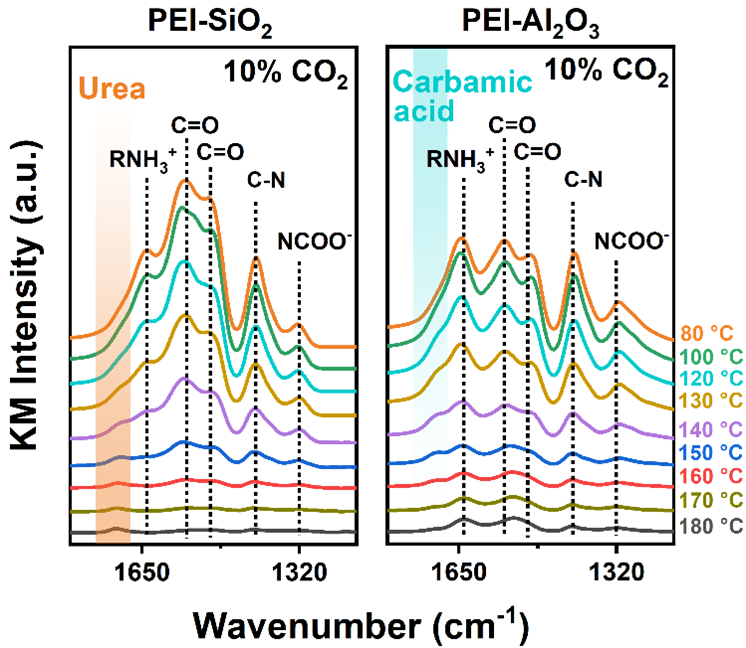 PEI-SiO₂
PEI-Al₂O₃
10% CO₂
Urea
C=O
C=O
RNH₃⁺
C-N
NCOO⁻
10% CO₂
Carbamic
acid
C=O
C=O
RNH₃⁺
C-N
NCOO⁻
KM Intensity (a.u.)
80 °C
100 °C
120 °C
130 °C
140 °C
150 °C
160 °C
170 °C
180 °C
1650
1320
1650
1320
Wavenumber (cm⁻¹)